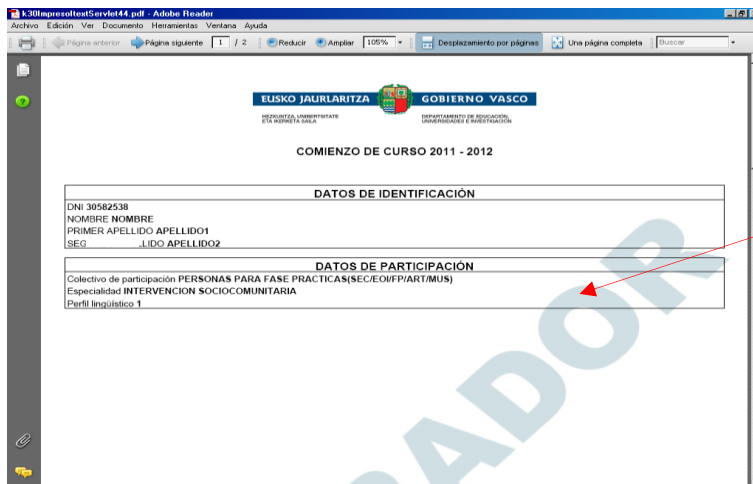 k30ImpresoltextServlet44.pdf - Adobe Reader
Archivo Edición Ver Documento Herramientas Ventana Ayuda
Página anterior Página siguiente 1 / 2 Reducir Ampliar 105% Desplazamiento por páginas Una página completa Buscar
EUSKO JAURLARITZA GOBIERNO VASCO
HEZKUNTZA, UNIBERTSITATE
ETA IKERKETA SAILA
DEPARTAMENTO DE EDUCACIÓN,
UNIVERSIDADES E INVESTIGACIÓN
COMIENZO DE CURSO 2011 - 2012
DATOS DE IDENTIFICACIÓN
DNI 30582538
NOMBRE NOMBRE
PRIMER APELLIDO APELLIDO1
SEG .LIDO APELLIDO2
DATOS DE PARTICIPACIÓN
Colectivo de participación PERSONAS PARA FASE PRACTICAS(SEC/EOI/FP/ART/MUS)
Especialidad INTERVENCION SOCIOCOMUNITARIA
Perfil lingüístico 1
RADOR